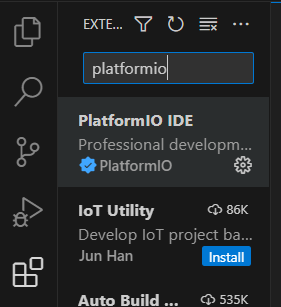 EXTE...
platformio
PlatformIO IDE
Professional developm...
PlatformIO
IoT Utility 86K
Develop IoT project ba...
Jun Han Install
Auto Build ... 535K